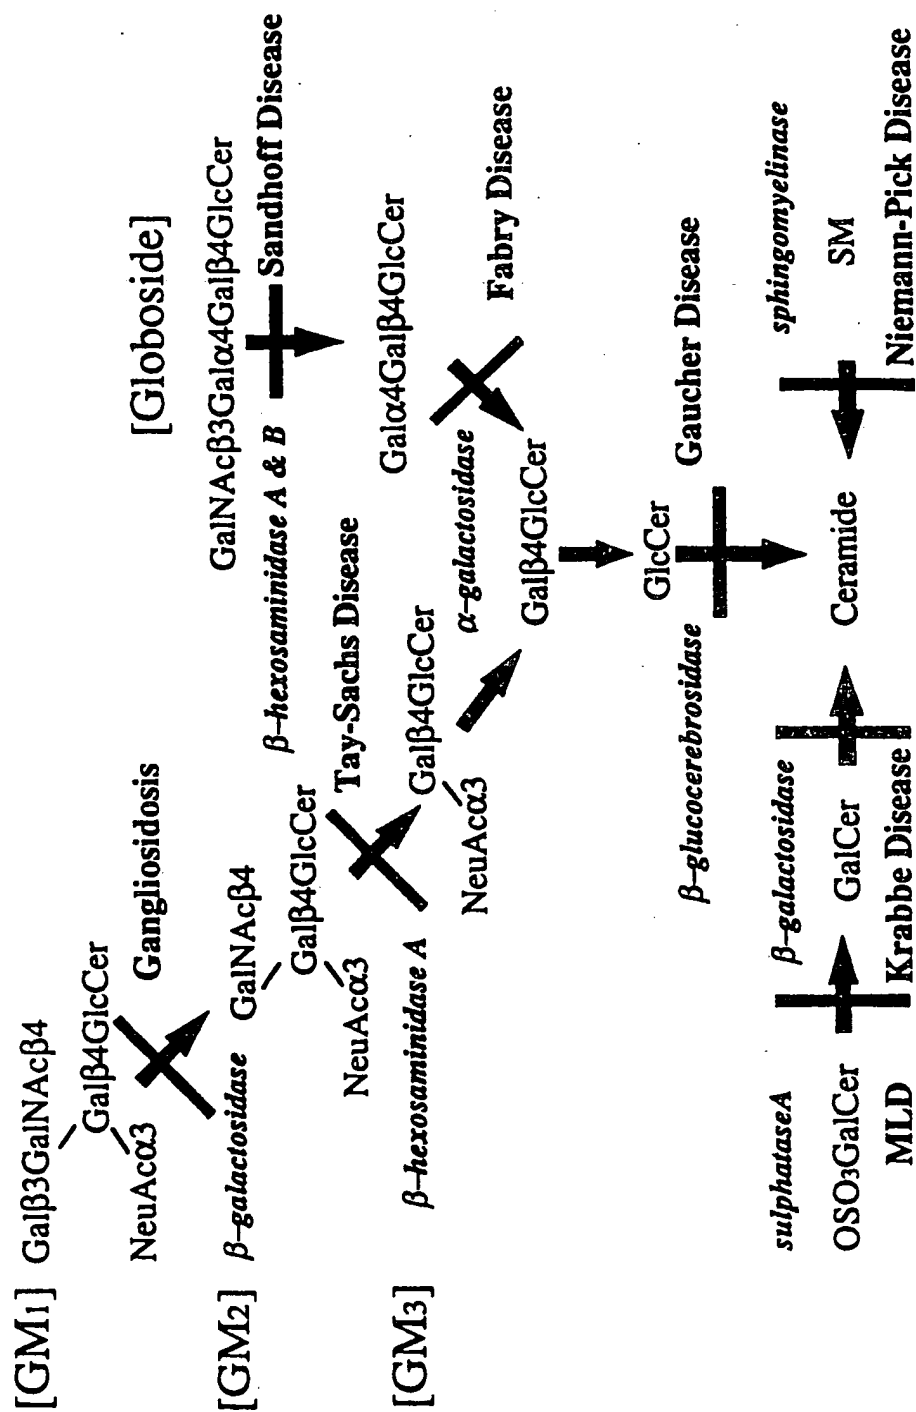 [GM1] Galβ3GalNAcβ4
Galβ4GlcCer
NeuAcα3
Gangliosidosis
[Globoside]
GalNAcβ3Galα4Galβ4GlcCer
[GM2] β–galactosidase GalNAcβ4
Galβ4GlcCer
NeuAcα3
β–hexosaminidase A & B Sandhoff Disease
Tay-Sachs Disease
Galα4Galβ4GlcCer
[GM3] β–hexosaminidase A
Galβ4GlcCer
NeuAcα3
α–galactosidase
Fabry Disease
Galβ4GlcCer
GlcCer
β–glucocerebrosidase Gaucher Disease
sulphataseA β–galactosidase sphingomyelinase
OSO3GalCer GalCer Ceramide SM
MLD Krabbe Disease Niemann-Pick Disease